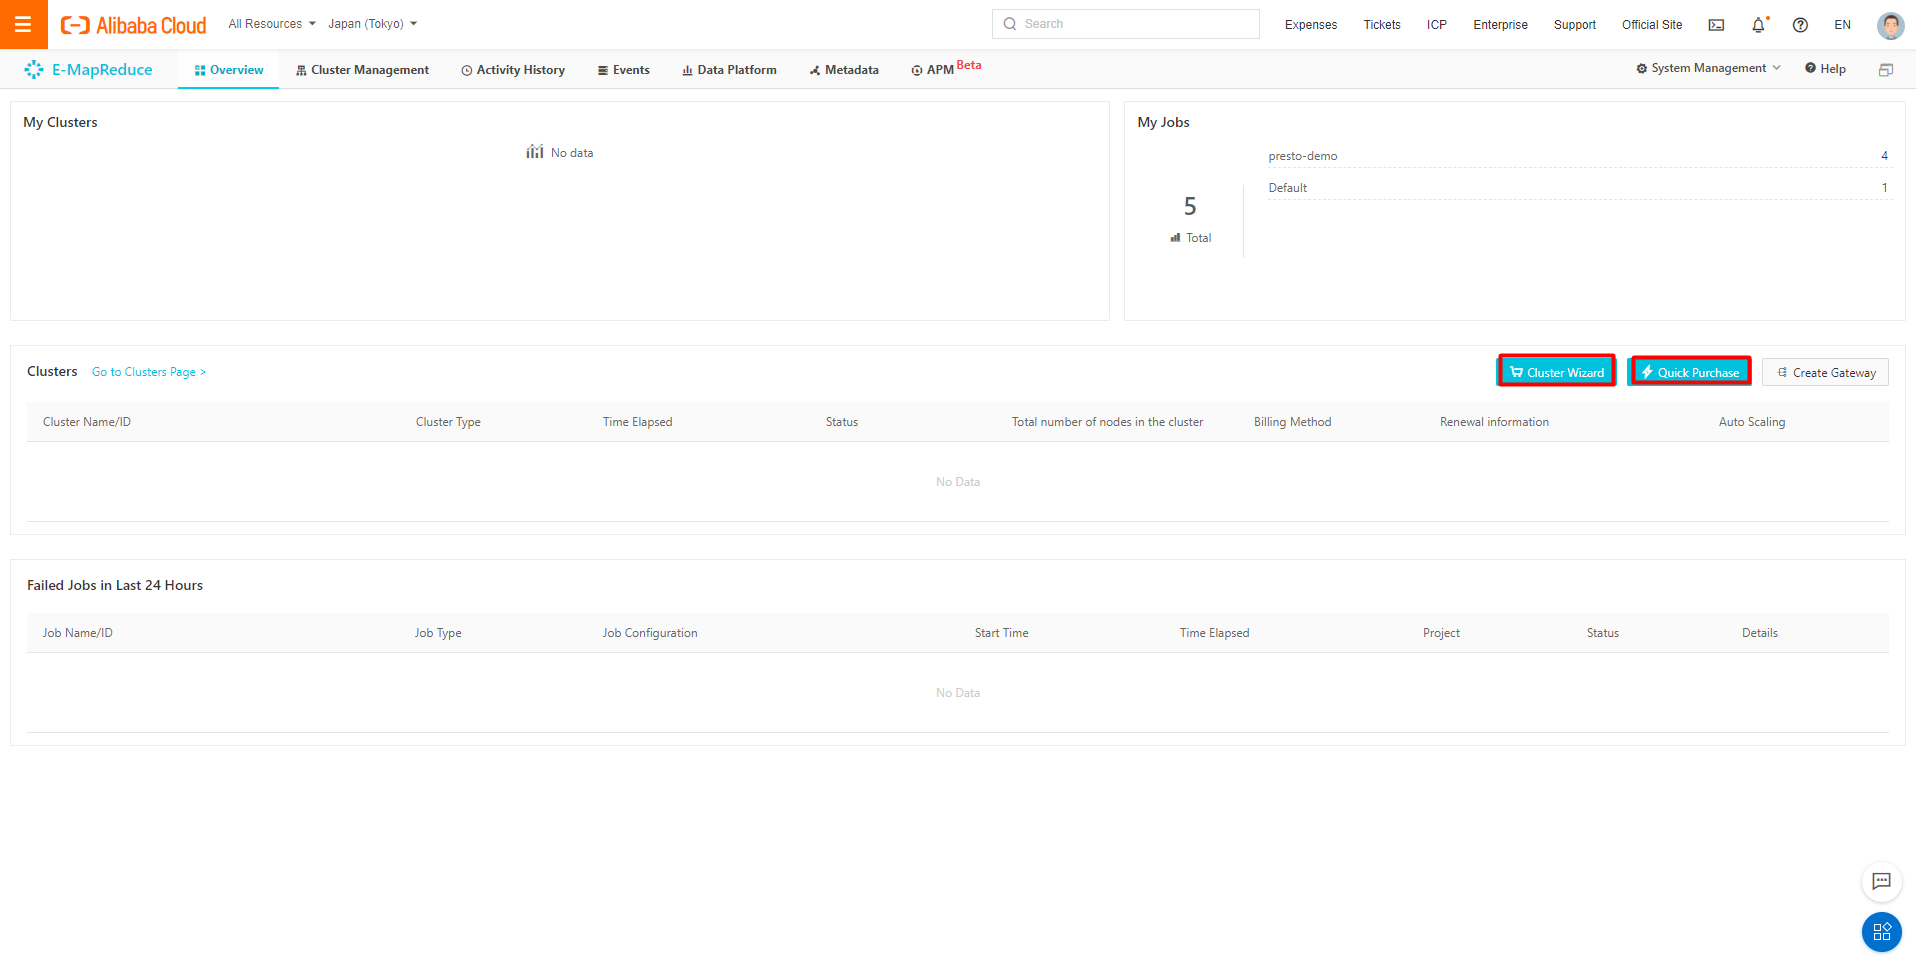 Alibaba Cloud All Resources Japan (Tokyo) Search Expenses Tickets ICP Enterprise Support Official Site EN
E-MapReduce Overview Cluster Management Activity History Events Data Platform Metadata APM Beta System Management Help
My Clusters
No data
My Jobs
presto-demo 4
Default 1
5
Total
Clusters Go to Clusters Page > Cluster Wizard Quick Purchase Create Gateway
Cluster Name/ID Cluster Type Time Elapsed Status Total number of nodes in the cluster Billing Method Renewal information Auto Scaling
No Data
Failed Jobs in Last 24 Hours
Job Name/ID Job Type Job Configuration Start Time Time Elapsed Project Status Details
No Data